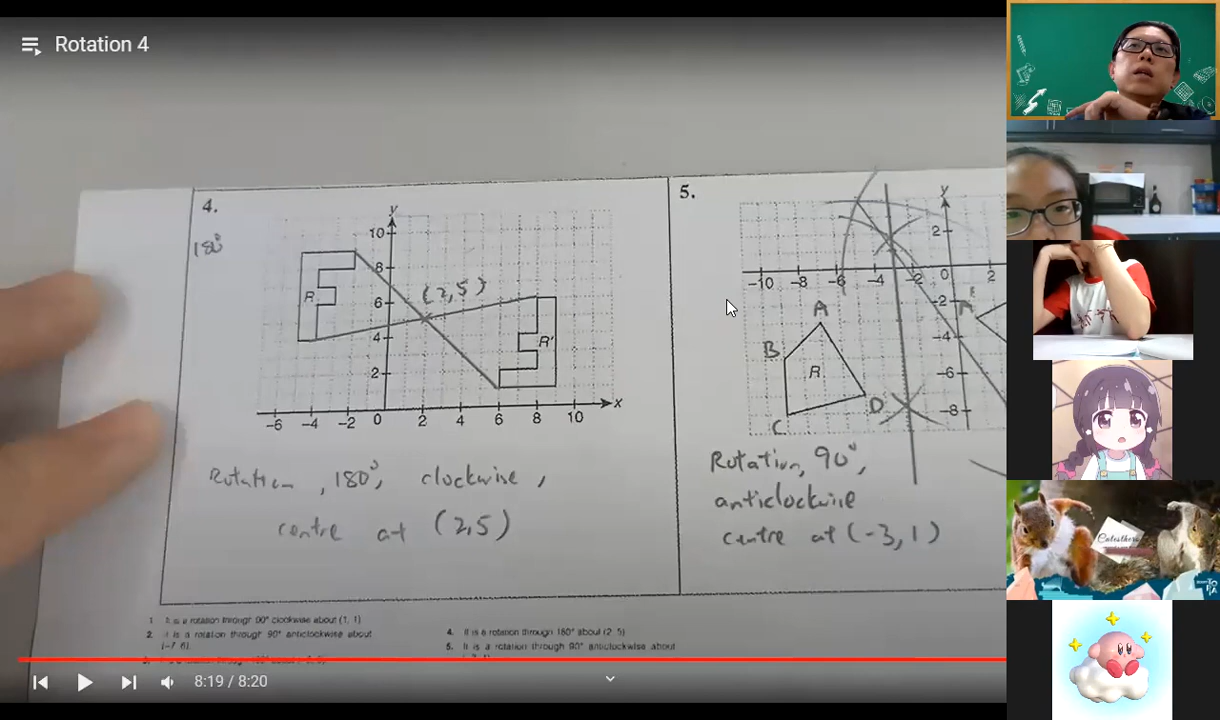 Rotation 4
4.
180°
y
10
8
6
4
2
R
(2,5)
R'
-6 -4 -2 0 2 4 6 8 10 x
Rotation, 180°, clockwise,
centre at (2,5)
5.
y
2
-10 -8 -6 -4 -2 0 2
-2
-4
-6
-8
A
A'
B
R
D
C
Rotation, 90°,
anticlockwise
centre at (-3, 1)
1 It is a rotation through 90° clockwise about (1, 1)
2. It is a rotation through 90° anticlockwise about
(-7, 6).
4. It is a rotation through 180° about (2, 5)
5. It is a rotation through 90° anticlockwise about
8:19 / 8:20